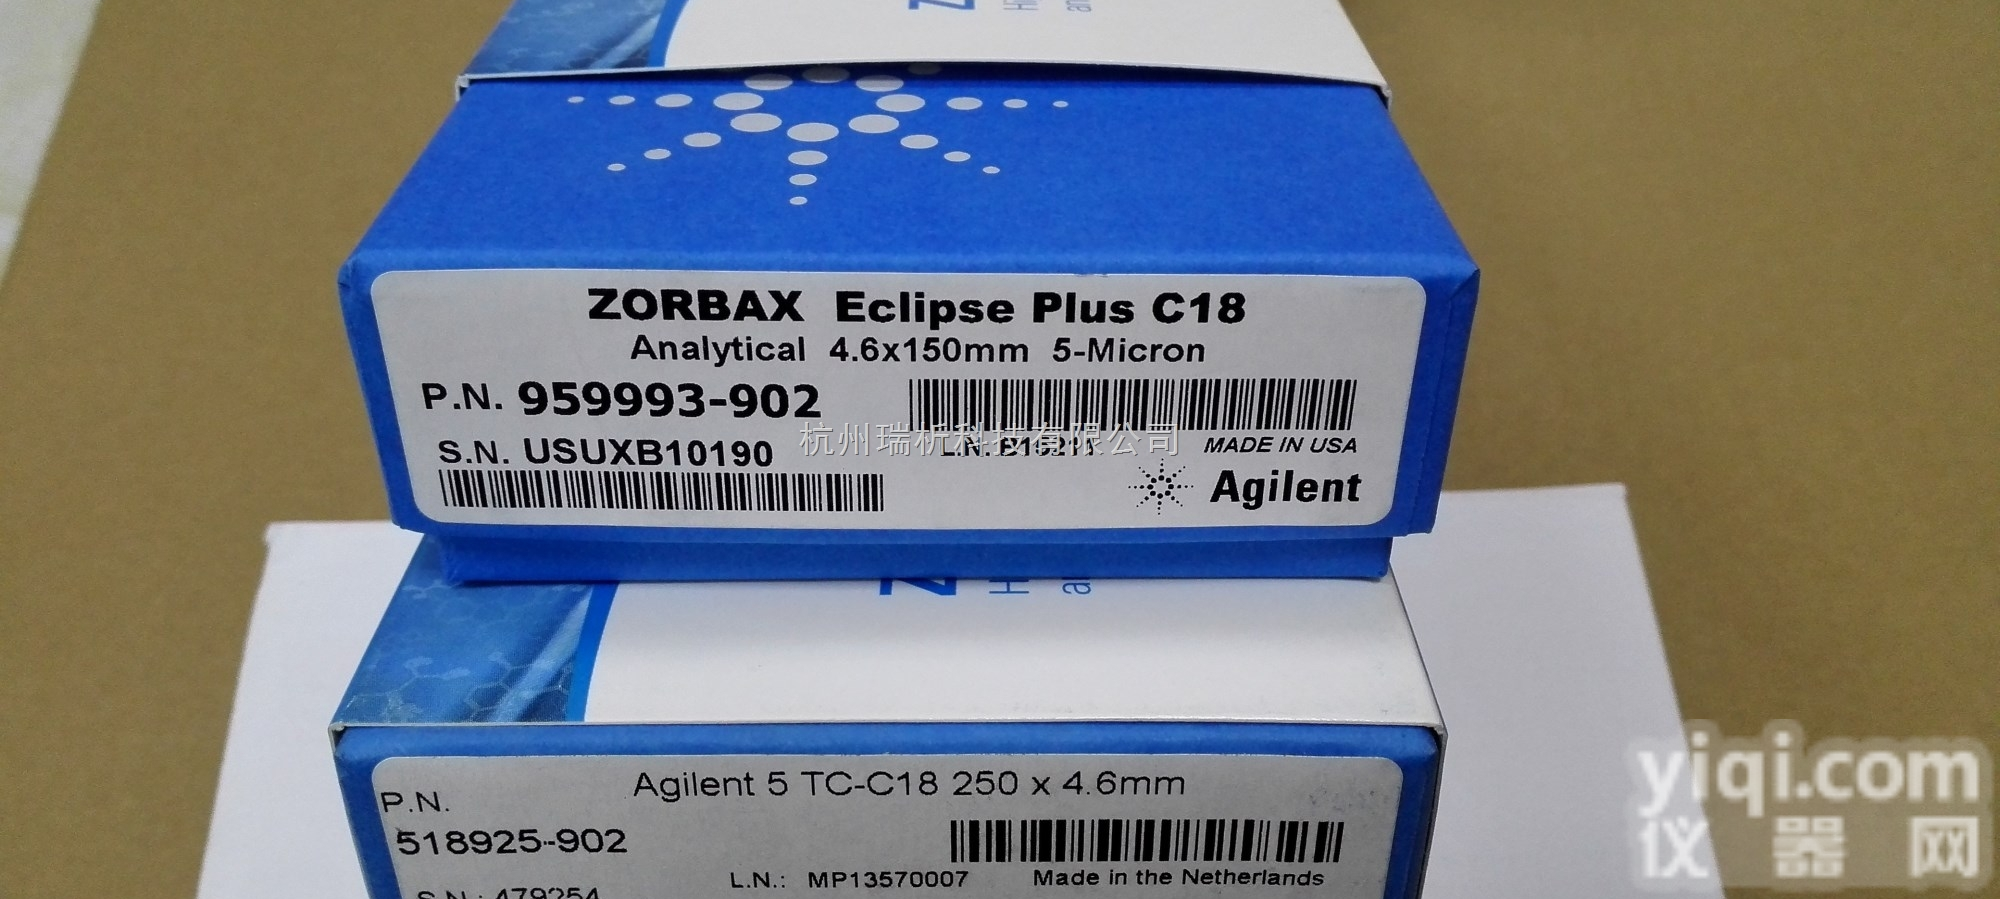 ZORBAX Eclipse Plus C18
Analytical 4.6x150mm 5-Micron
P.N. 959993-902
S.N. USUXB10190
杭州瑞析科技有限公司
MADE IN USA
Agilent
Agilent 5 TC-C18 250 x 4.6mm
P.N.
518925-902
L.N.: MP13570007 Made in the Netherlands
S.N.: 479254
yiqi.com
仪器网